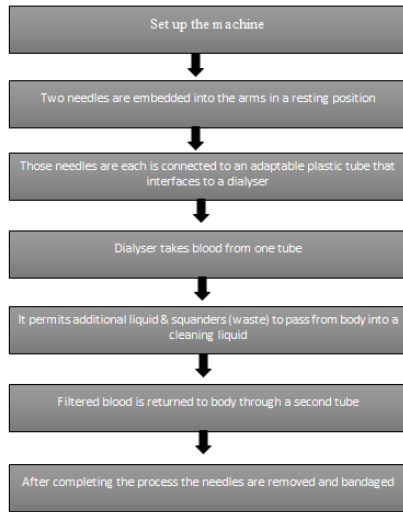 Set up the machine
Two needles are embedded into the arms in a resting position
Those needles are each is connected to an adaptable plastic tube that
interfaces to a dialyser
Dialyser takes blood from one tube
It permits additional liquid & squanders (waste) to pass from body into a
cleaning liquid
Filtered blood is returned to body through a second tube
After completing the process the needles are removed and bandaged